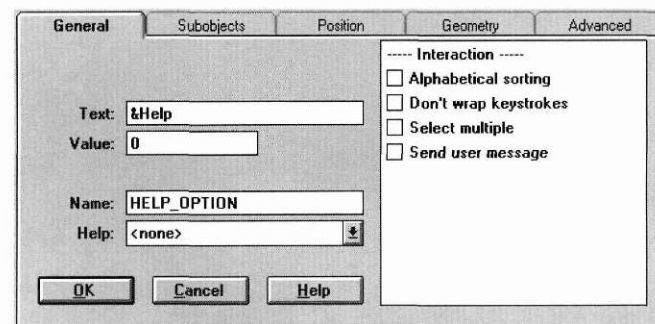 General Subobjects Position Geometry Advanced
Text: &Help
Value: 0
Name: HELP_OPTION
Help: <none>
OK Cancel Help
----- Interaction -----
Alphabetical sorting
Don't wrap keystrokes
Select multiple
Send user message